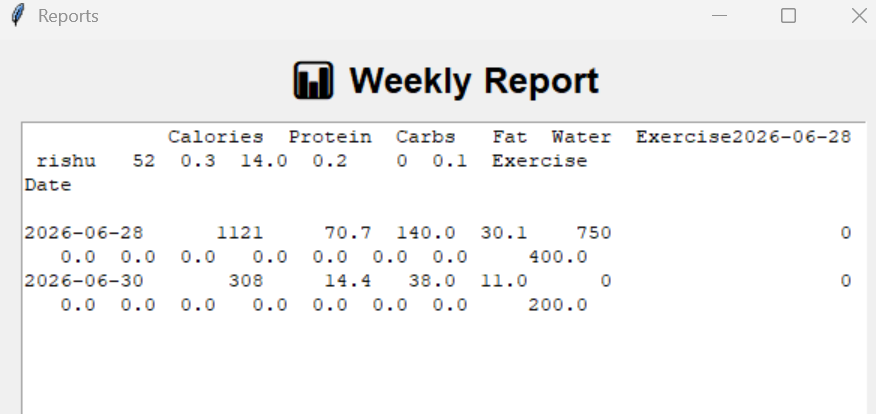 Reports
Weekly Report
Calories Protein Carbs Fat Water Exercise2026-06-28
rishu 52 0.3 14.0 0.2 0 0.1 Exercise
Date
2026-06-28 1121 70.7 140.0 30.1 750 0
0.0 0.0 0.0 0.0 0.0 0.0 0.0 400.0
2026-06-30 308 14.4 38.0 11.0 0 0
0.0 0.0 0.0 0.0 0.0 0.0 0.0 200.0